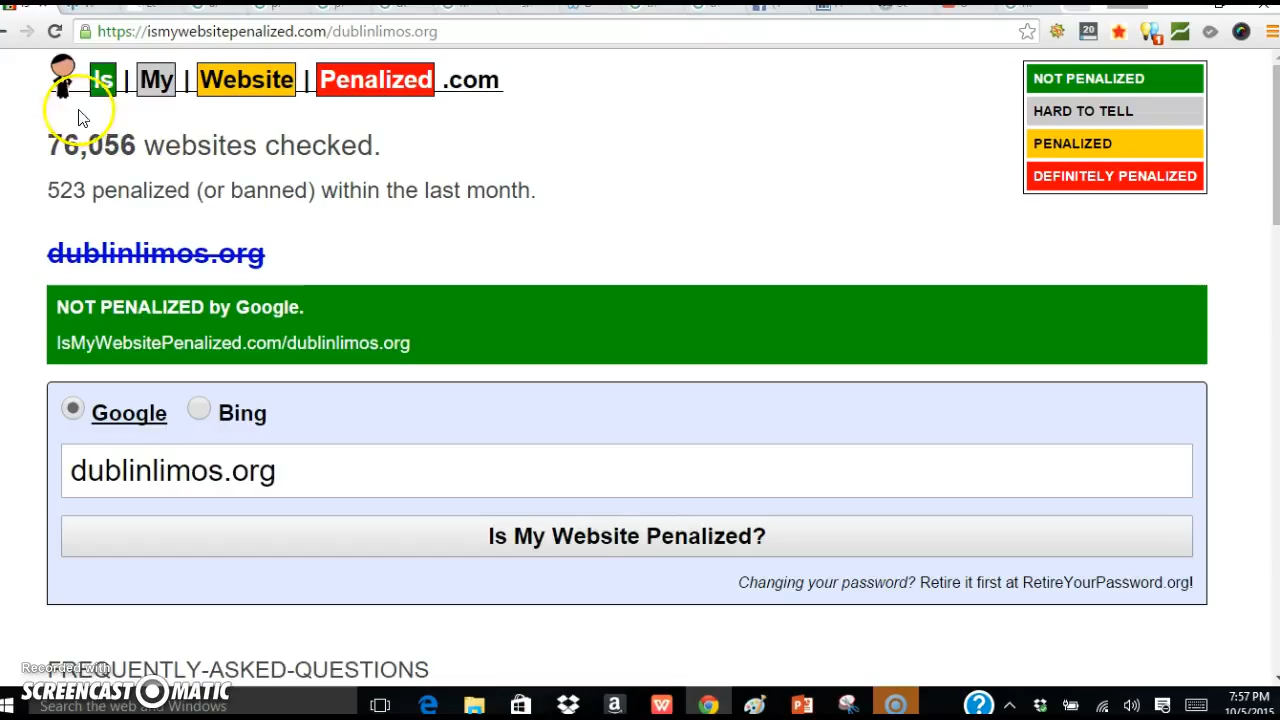 https://ismywebsitepenalized.com/dublinlimos.org
20
1
Is | My | Website | Penalized .com
NOT PENALIZED
HARD TO TELL
PENALIZED
DEFINITELY PENALIZED
76,056 websites checked.
523 penalized (or banned) within the last month.
dublinlimos.org
NOT PENALIZED by Google.
IsMyWebsitePenalized.com/dublinlimos.org
Google Bing
dublinlimos.org
Is My Website Penalized?
Changing your password? Retire it first at RetireYourPassword.org!
FREQUENTLY-ASKED-QUESTIONS
Recorded with
SCREENCAST-O-MATIC
Search the web and Windows
7:57 PM
10/5/2015